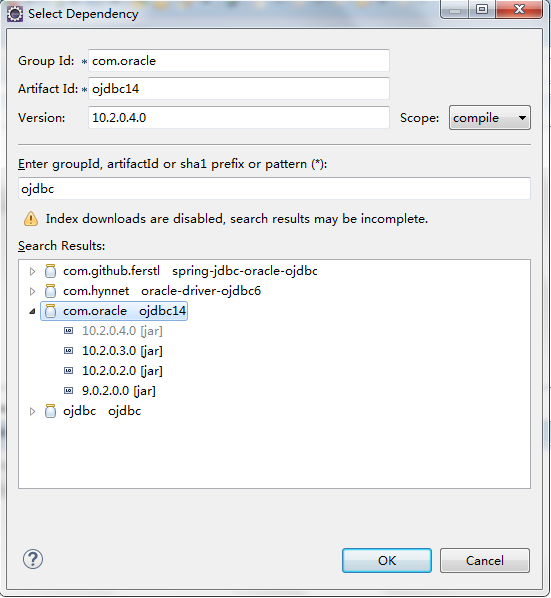 Select Dependency
Group Id: * com.oracle
Artifact Id: * ojdbc14
Version: 10.2.0.4.0 Scope: compile
Enter groupId, artifactId or sha1 prefix or pattern (*):
ojdbc
Index downloads are disabled, search results may be incomplete.
Search Results:
com.github.ferstl spring-jdbc-oracle-ojdbc
com.hynnet oracle-driver-ojdbc6
com.oracle ojdbc14
10.2.0.4.0 [jar]
10.2.0.3.0 [jar]
10.2.0.2.0 [jar]
9.0.2.0.0 [jar]
ojdbc ojdbc
? OK Cancel